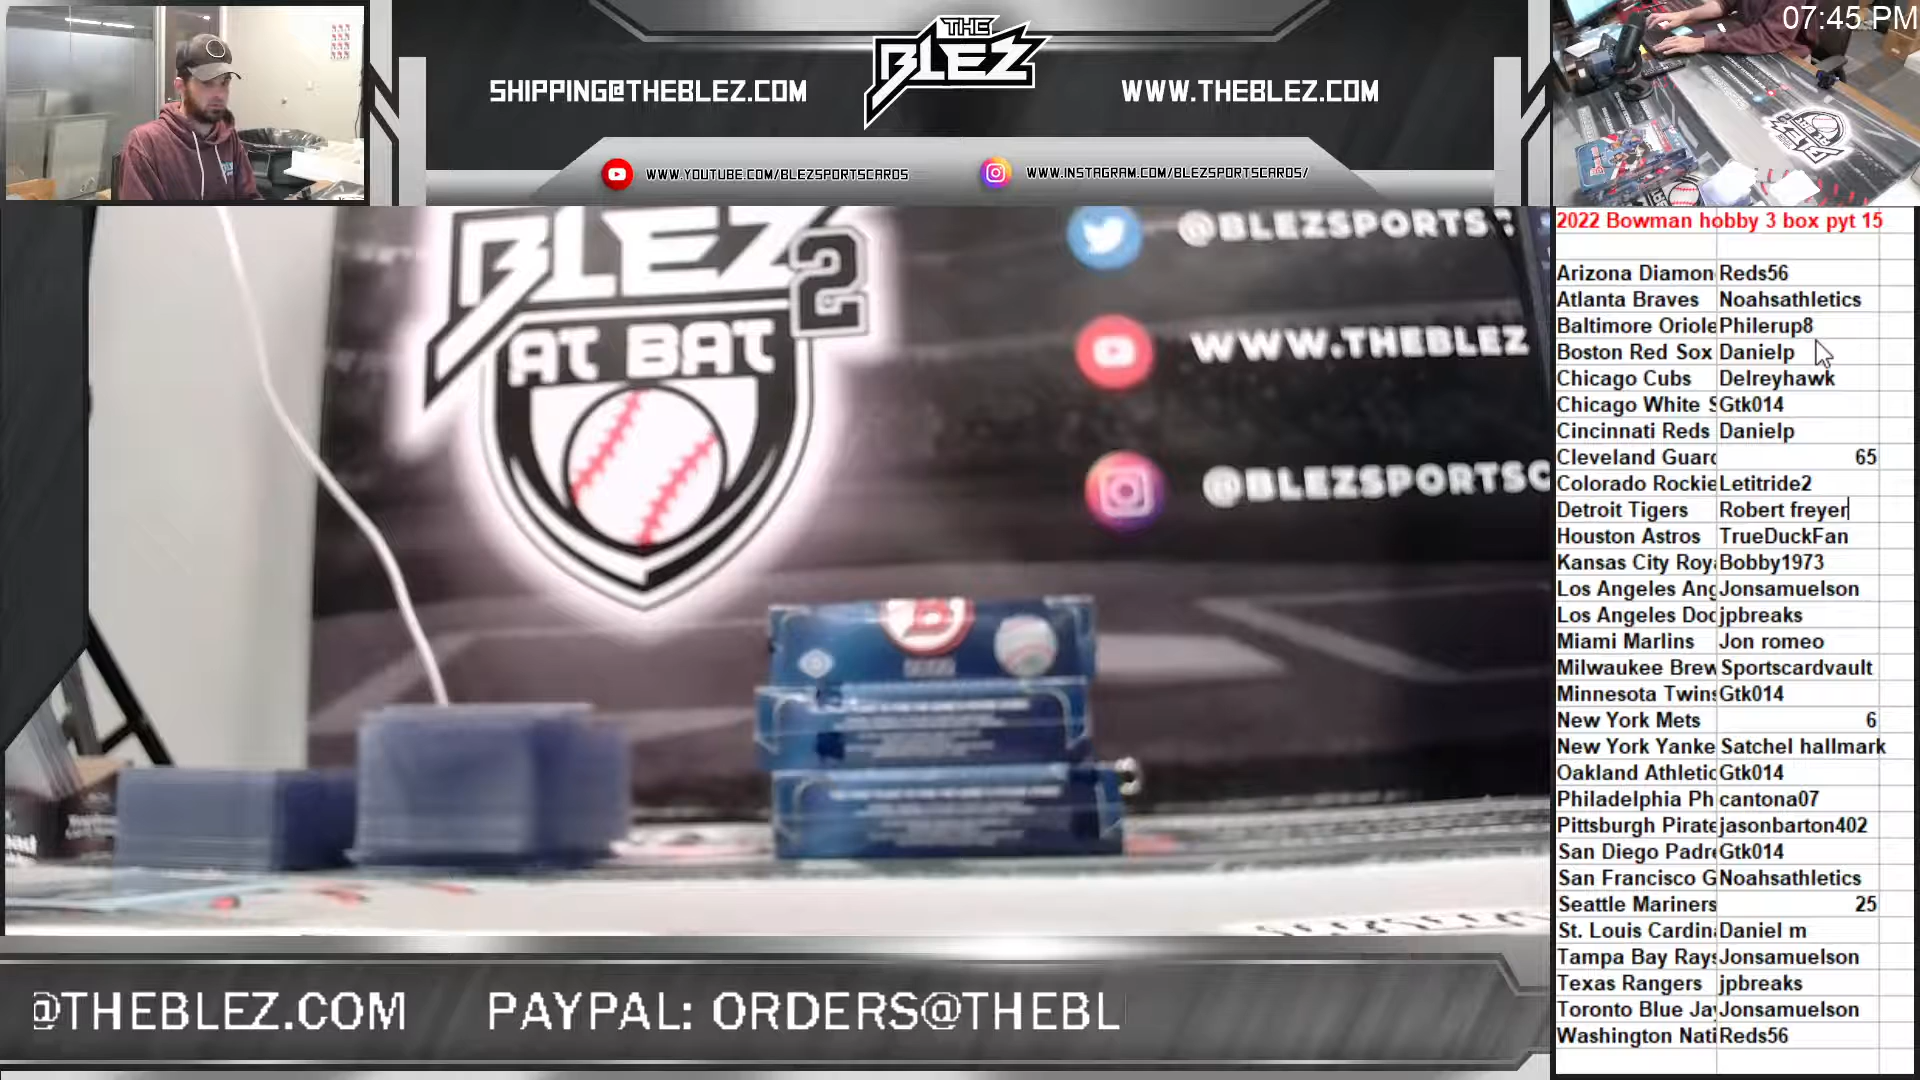 07:45 PM
THE
BLEZ
SHIPPING@THEBLEZ.COM
WWW.THEBLEZ.COM
WWW.YOUTUBE.COM/BLEZSPORTSCARDS
WWW.INSTAGRAM.COM/BLEZSPORTSCARDS/
BLEZ 2
AT BAT
@BLEZSPORTS
WWW.THEBLEZ
@BLEZSPORTSC
2022 Bowman hobby 3 box pyt 15
Arizona Diamon Reds56
Atlanta Braves Noahsathletics
Baltimore Oriole Philerup8
Boston Red Sox Danielp
Chicago Cubs Delreyhawk
Chicago White S Gtk014
Cincinnati Reds Danielp
Cleveland Guard 65
Colorado Rockie Letitride2
Detroit Tigers Robert freyer
Houston Astros TrueDuckFan
Kansas City Roya Bobby1973
Los Angeles Ang Jonsamuelson
Los Angeles Dod jpbreaks
Miami Marlins Jon romeo
Milwaukee Brew Sportscardvault
Minnesota Twins Gtk014
New York Mets 6
New York Yanke Satchel hallmark
Oakland Athletic Gtk014
Philadelphia Ph cantona07
Pittsburgh Pirate jasonbarton402
San Diego Padre Gtk014
San Francisco G Noahsathletics
Seattle Mariners 25
St. Louis Cardina Daniel m
Tampa Bay Rays Jonsamuelson
Texas Rangers jpbreaks
Toronto Blue Jay Jonsamuelson
Washington Nati Reds56
@THEBLEZ.COM PAYPAL: ORDERS@THEBL